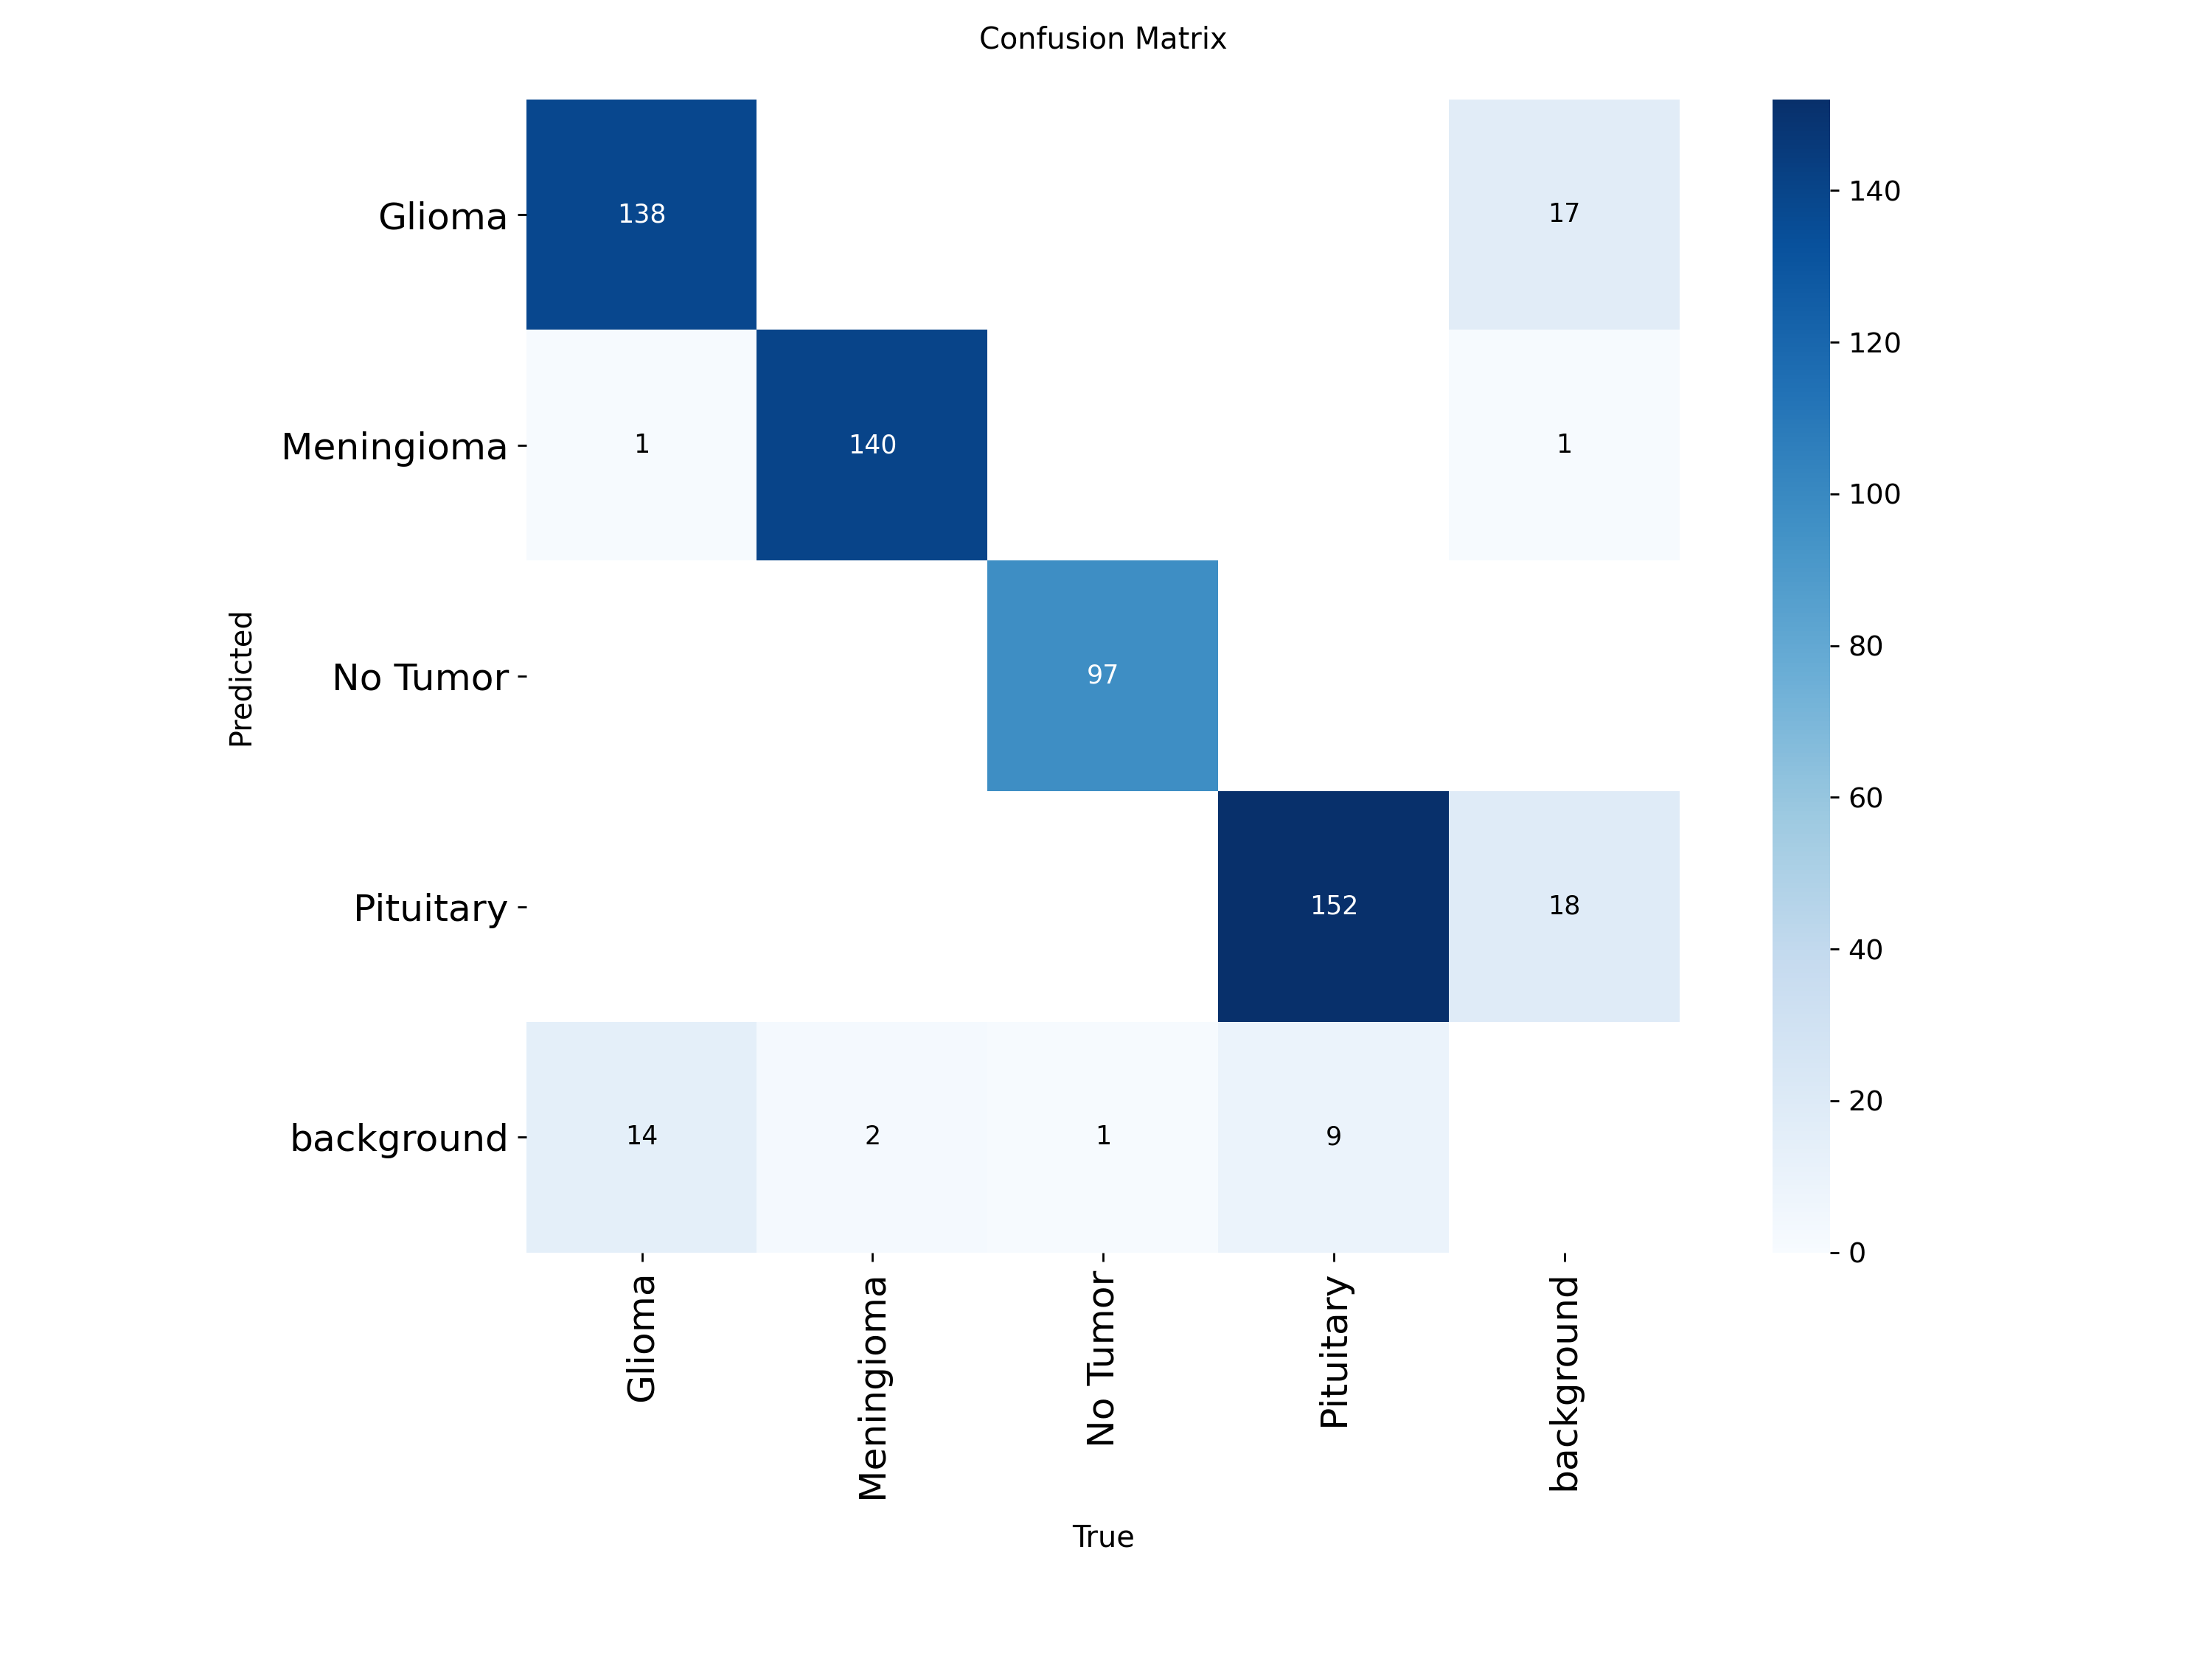 Confusion Matrix
Glioma
138
17
140
Meningioma
1
140
1
120
100
Predicted
No Tumor
97
80
60
Pituitary
152
18
40
20
background
14
2
1
9
0
Glioma
Meningioma
No Tumor
Pituitary
background
True